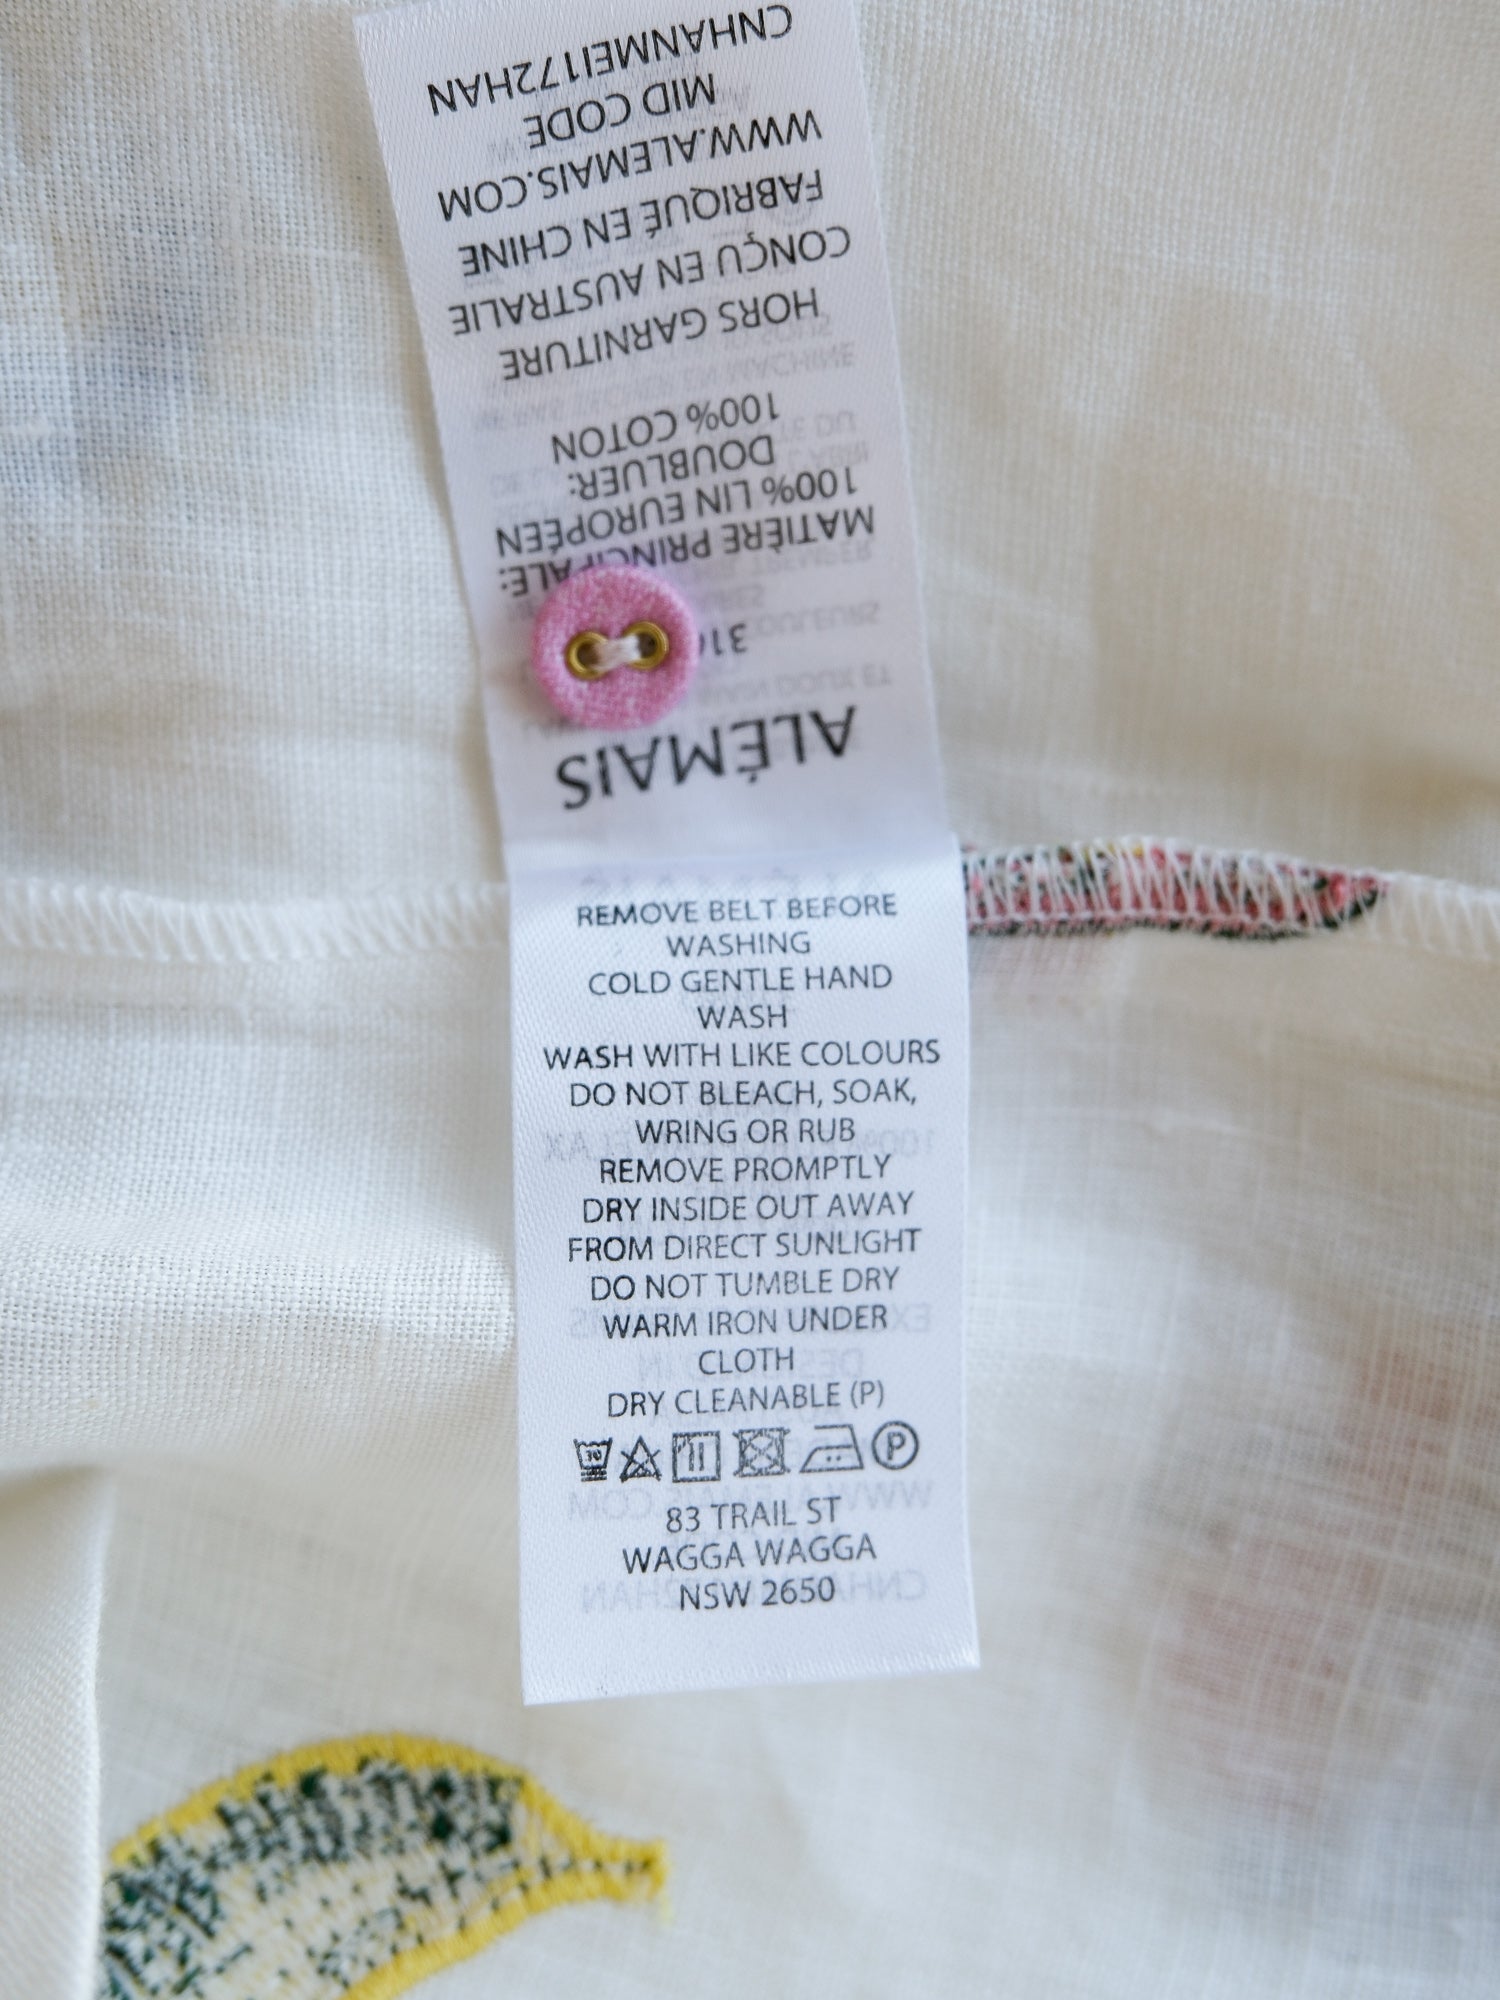 ALÉMAIS
MATIÈRE PRINCIPALE:
100% LIN EUROPÉEN
DOUBLUER:
100% COTON
HORS GARNITURE
CONÇU EN AUSTRALIE
FABRIQUÉ EN CHINE
WWW.ALEMAIS.COM
MID CODE
CNHANMEI172HAN
REMOVE BELT BEFORE
WASHING
COLD GENTLE HAND
WASH
WASH WITH LIKE COLOURS
DO NOT BLEACH, SOAK,
WRING OR RUB
REMOVE PROMPTLY
DRY INSIDE OUT AWAY
FROM DIRECT SUNLIGHT
DO NOT TUMBLE DRY
WARM IRON UNDER
CLOTH
DRY CLEANABLE (P)
P
83 TRAIL ST
WAGGA WAGGA
NSW 2650